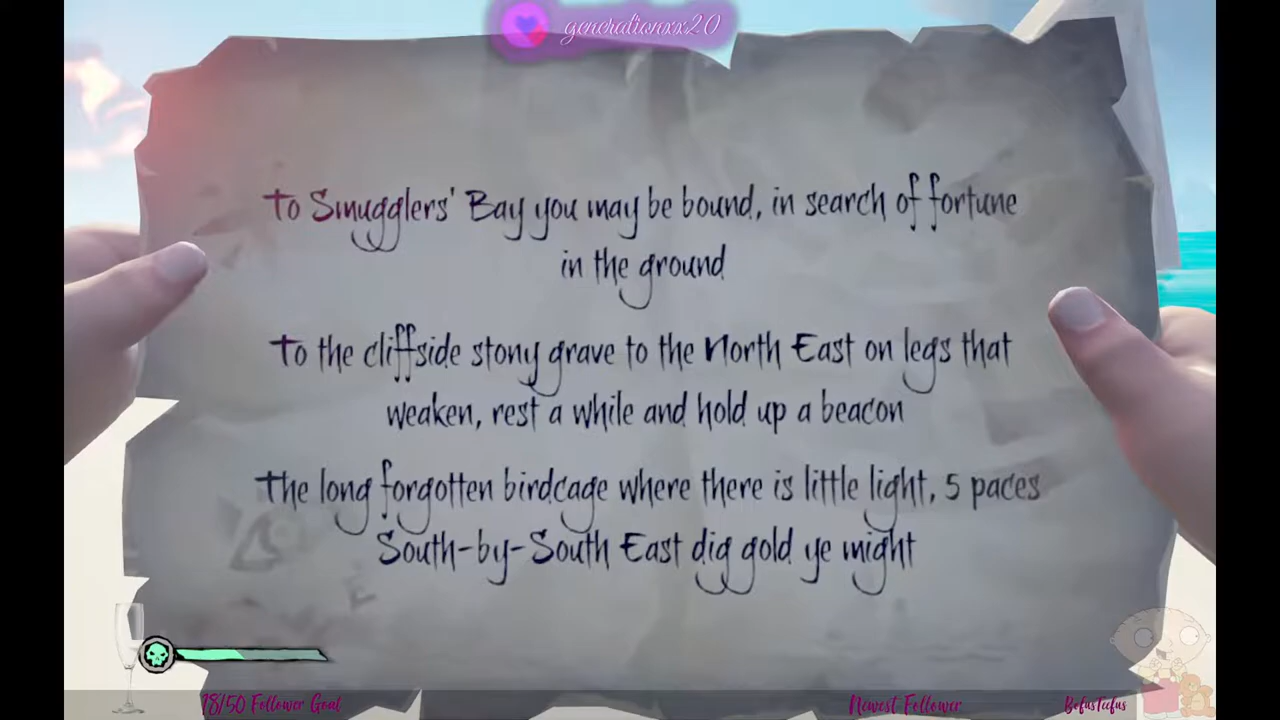 generationxx20
To Smugglers' Bay you may be bound, in search of fortune
in the ground
To the cliffside stony grave to the North East on legs that
weaken, rest a while and hold up a beacon
The long forgotten birdcage where there is little light, 5 paces
South-by-South East dig gold ye might
18/50 Follower Goal
Newest Follower
BofusTeefus